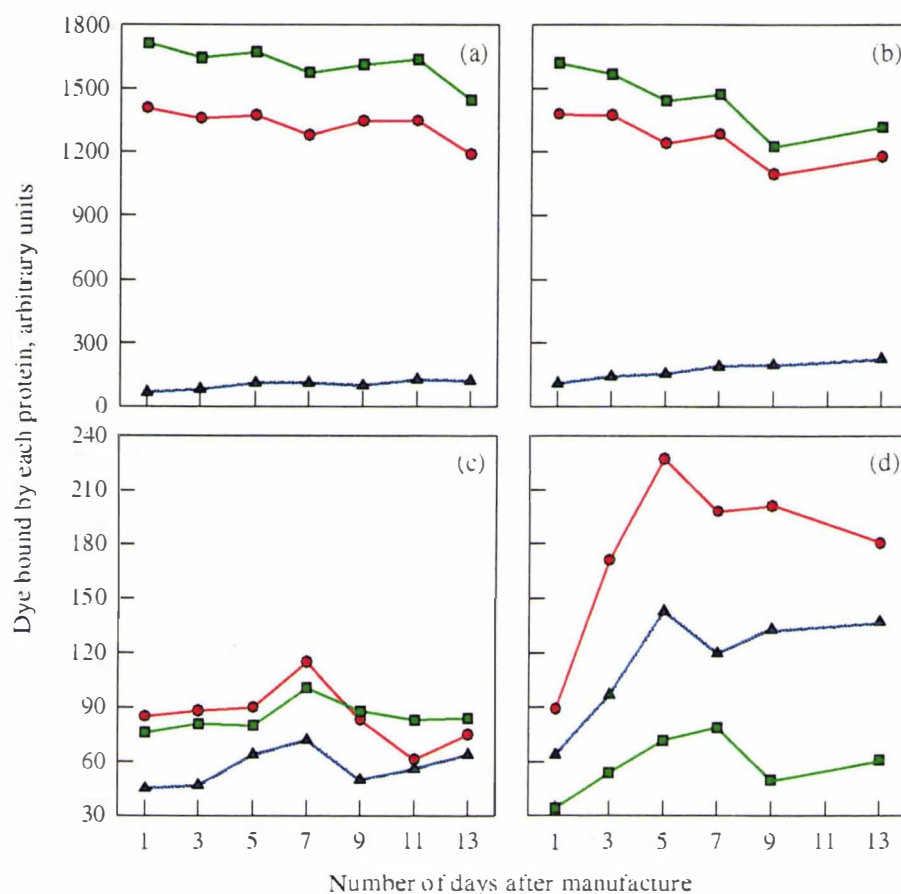 Dye bound by each protein, arbitrary units
1800
1500
1200
900
600
300
0
(a)
(b)
240
210
180
150
120
90
60
30
(c)
(d)
1 3 5 7 9 11 13
1 3 5 7 9 11 13
Number of days after manufacture